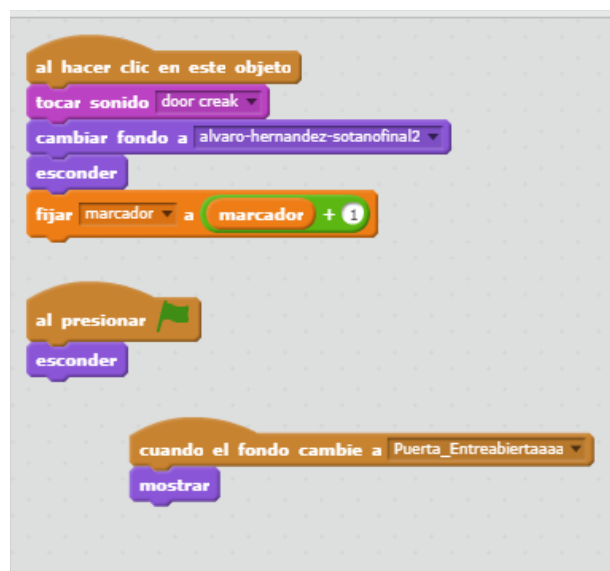 al hacer clic en este objeto
tocar sonido door creak
cambiar fondo a alvaro-hernandez-sotanofinal2
esconder
fijar marcador a marcador + 1
al presionar
esconder
cuando el fondo cambie a Puerta_Entreabiertaaaa
mostrar